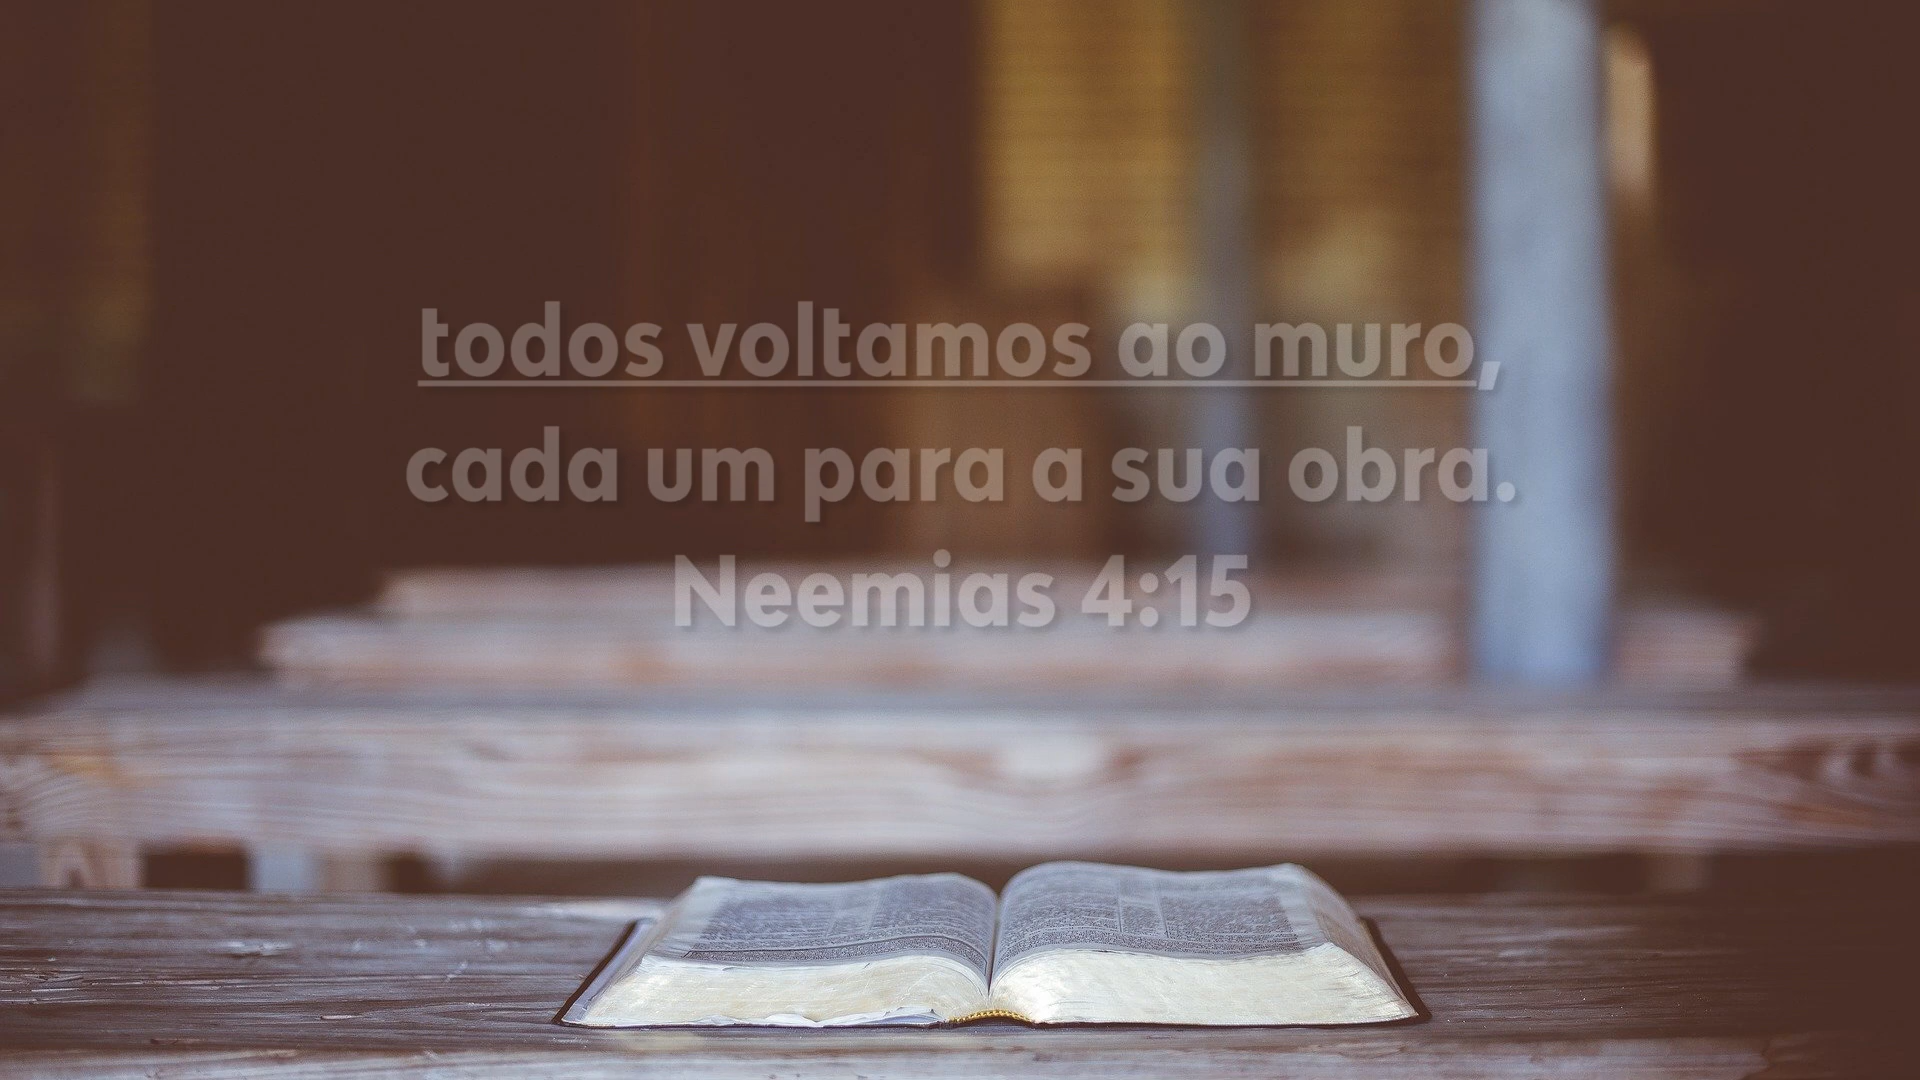 todos voltamos ao muro,
cada um para a sua obra.
Neemias 4:15